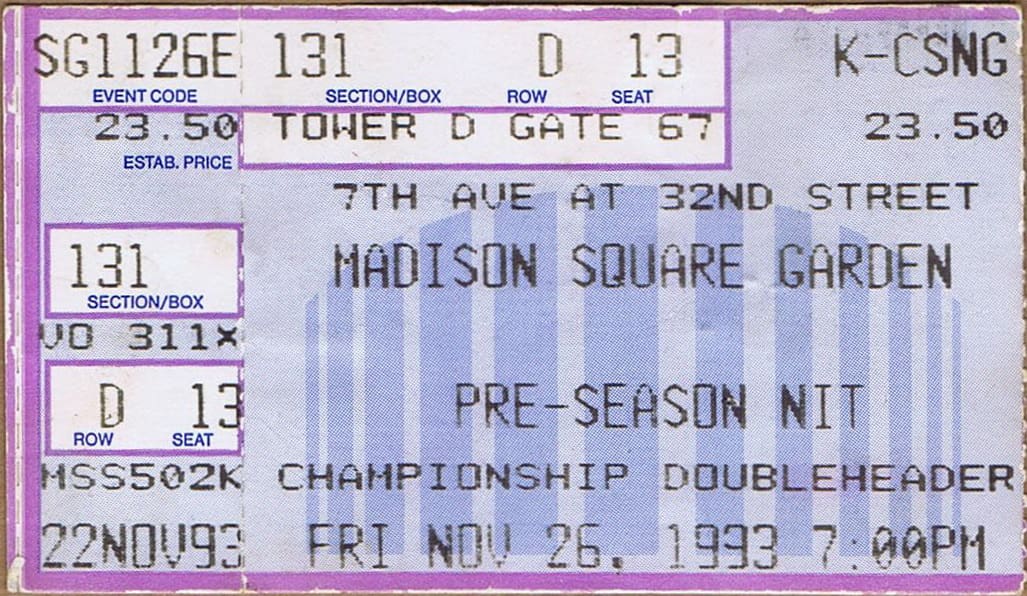 SG1126E 131 D 13 K-CSNG
EVENT CODE SECTION/BOX ROW SEAT
23.50 TOWER D GATE 67 23.50
ESTAB. PRICE
7TH AVE AT 32ND STREET
131 MADISON SQUARE GARDEN
SECTION/BOX
VO 311×
D 13 PRE-SEASON NIT
ROW SEAT
MSS502K CHAMPIONSHIP DOUBLEHEADER
22NOV93 FRI NOV 26, 1993 7:00PM